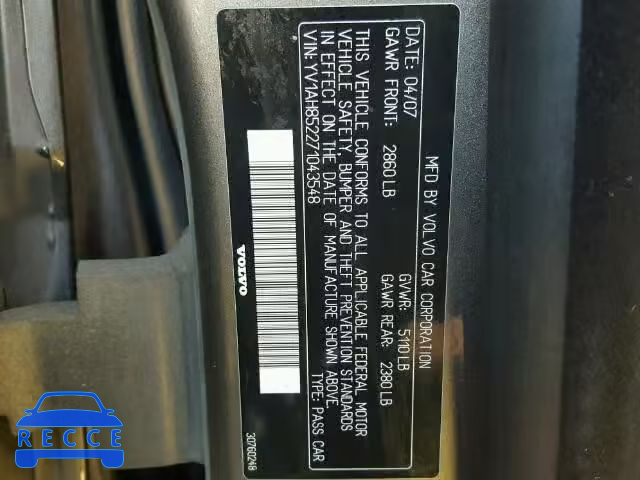 MFD BY VOLVO CAR CORPORATION
DATE: 04/07 GVWR: 5110 LB
GAWR FRONT: 2860 LB GAWR REAR: 2380 LB
THIS VEHICLE CONFORMS TO ALL APPLICABLE FEDERAL MOTOR
VEHICLE SAFETY, BUMPER AND THEFT PREVENTION STANDARDS
IN EFFECT ON THE DATE OF MANUFACTURE SHOWN ABOVE.
VIN: YV1AH852271043548 TYPE: PASS CAR
VOLVO
30760248
RECCE